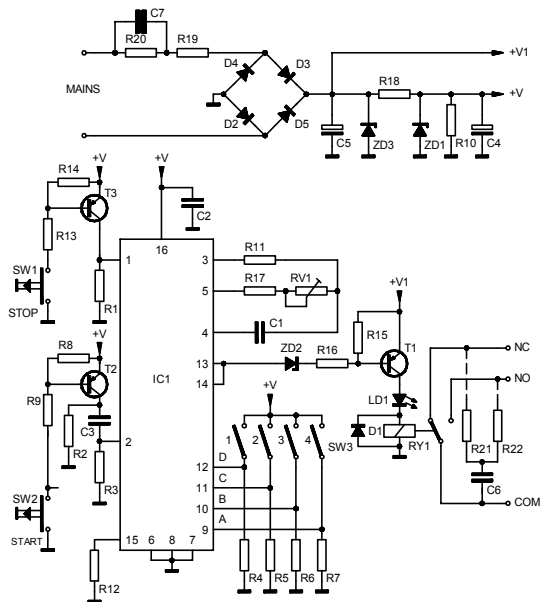 C7
R20 R19
MAINS
D4 D3
D2 D5
+V1
R18
+V
C5 ZD3 ZD1 R10 C4
+V
R14
T3
R13
SW1
STOP
R1
+V
C2
16
1
3
5
4
13
14
R11
R17 RV1
C1
ZD2 R16
R15
+V1
T1
LD1
D1
RY1
NC
NO
R21 R22
C6
COM
+V
R8
T2
R9
C3
R2
R3
2
SW2
START
IC1
+V
1 2 3 4
SW3
D
12
C
11
B
10
A
9
15
6 8 7
R12
R4 R5 R6 R7